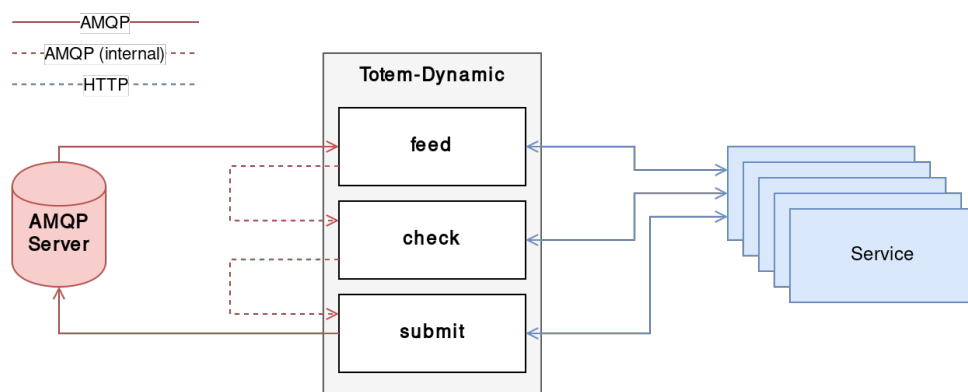 AMQP
AMQP (internal)
HTTP
Totem-Dynamic
feed
check
submit
AMQP
Server
Service